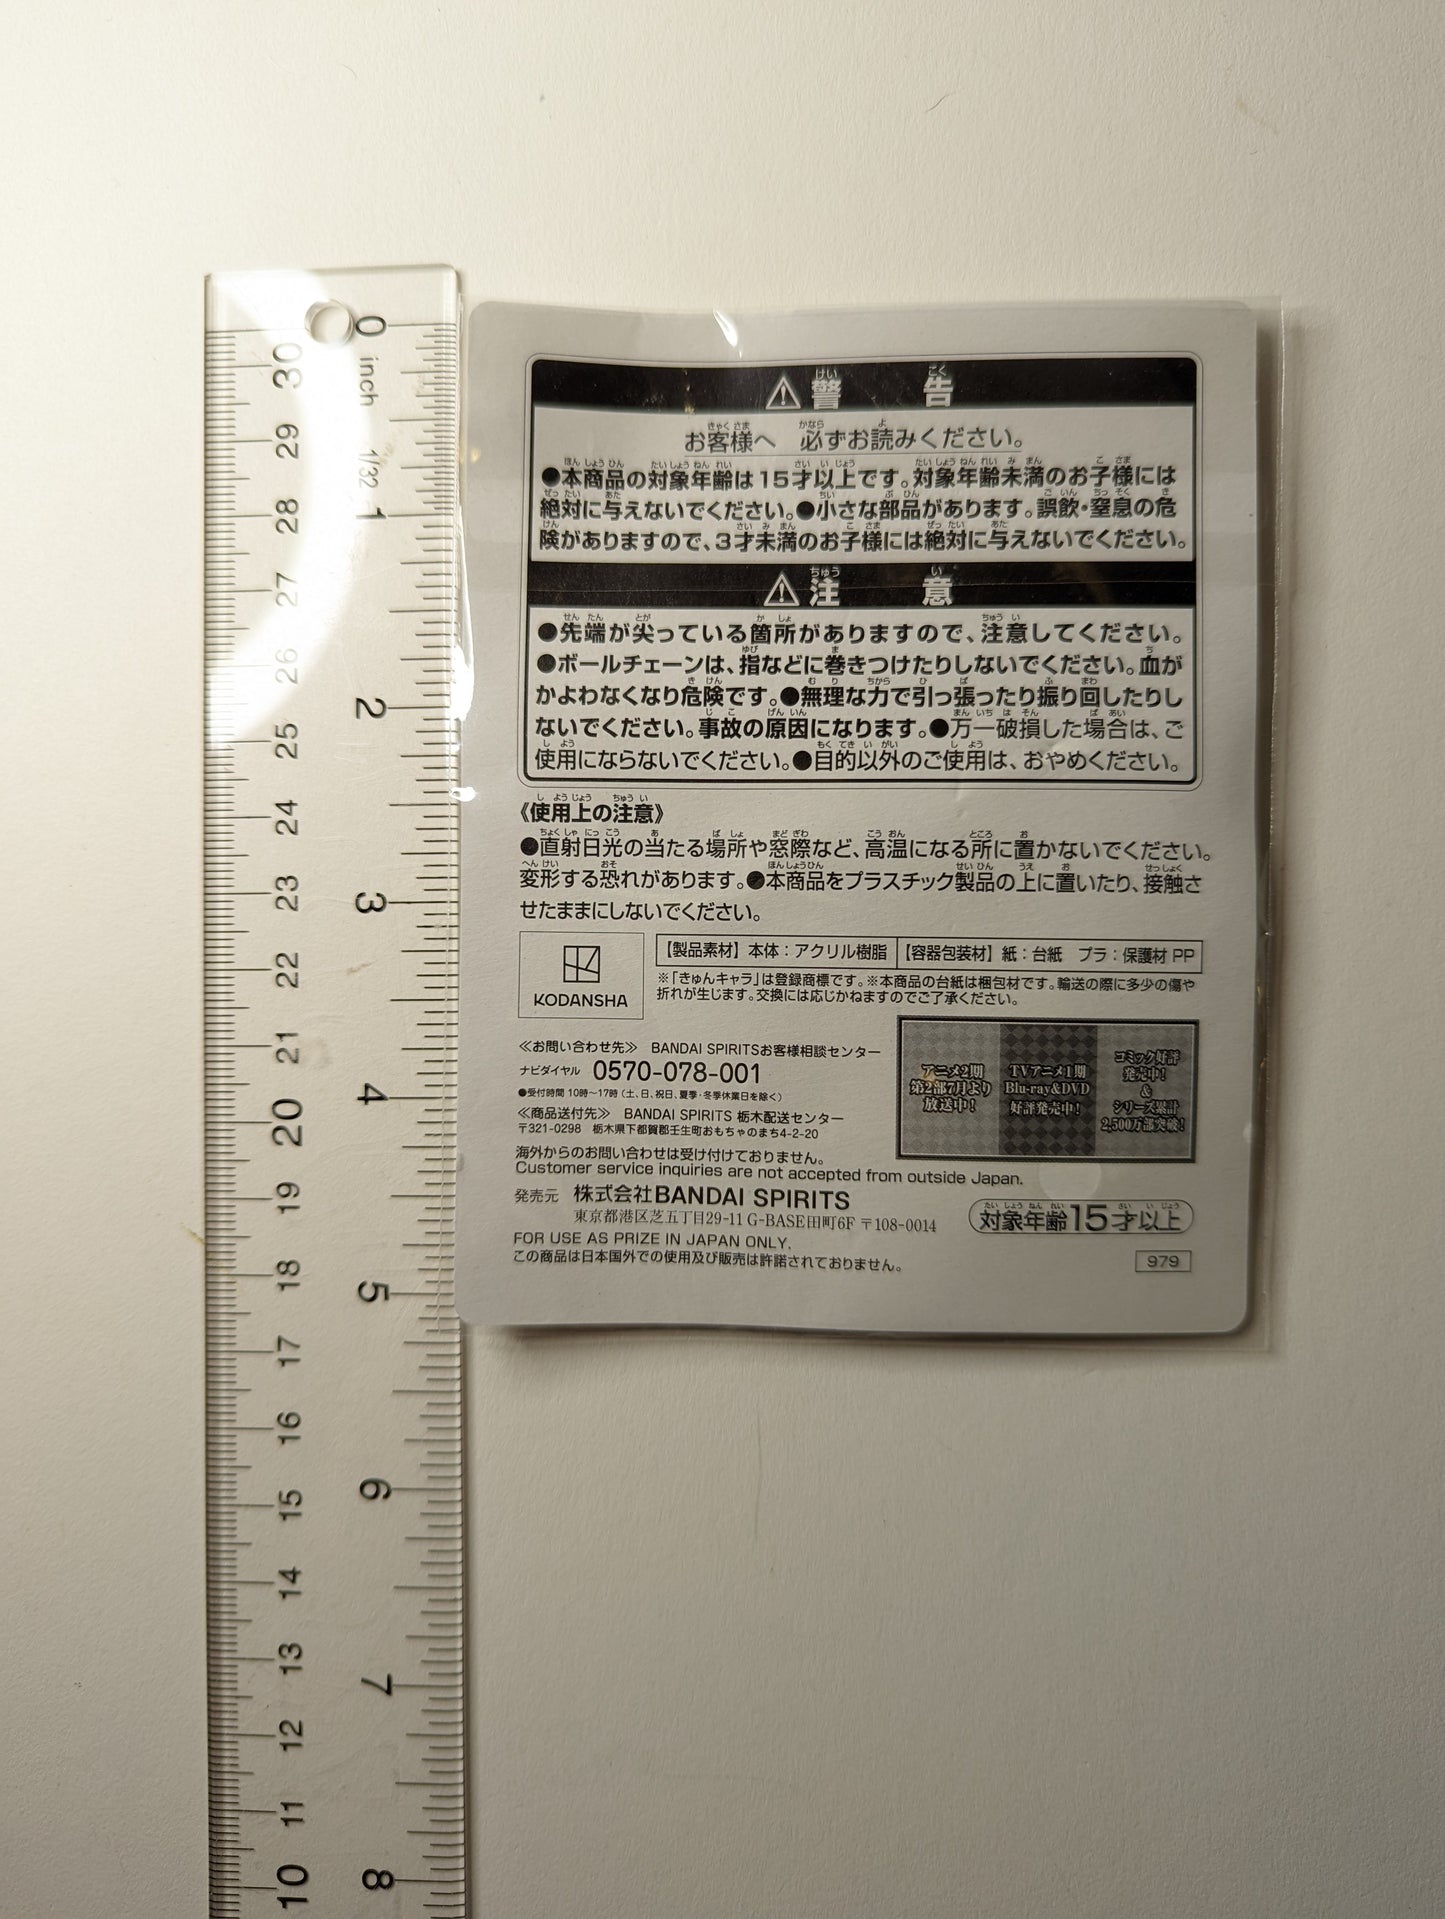 0 inch 1/32 1 2 3 4 5 6 7 8
30 29 28 27 26 25 24 23 22 21 20 19 18 17 16 15 14 13 12 11 10
⚠警告
お客様へ 必ずお読みください。
●本商品の対象年齢は15才以上です。対象年齢未満のお子様には
絶対に与えないでください。●小さな部品があります。誤飲・窒息の危
険がありますので、3才未満のお子様には絶対に与えないでください。
⚠注意
●先端が尖っている箇所がありますので、注意してください。
●ボールチェーンは、指などに巻きつけたりしないでください。血が
かよわなくなり危険です。●無理な力で引っ張ったり振り回したりし
ないでください。事故の原因になります。●万一破損した場合は、ご
使用にならないでください。●目的以外のご使用は、おやめください。
《使用上の注意》
●直射日光の当たる場所や窓際など、高温になる所に置かないでください。
変形する恐れがあります。●本商品をプラスチック製品の上に置いたり、接触さ
せたままにしないでください。
KODANSHA
【製品素材】本体：アクリル樹脂 【容器包装材】紙：台紙 プラ：保護材 PP
※「きゅんキャラ」は登録商標です。※本商品の台紙は梱包材です。輸送の際に多少の傷や
折れが生じます。交換には応じかねますのでご了承ください。
≪お問い合わせ先≫ BANDAI SPIRITSお客様相談センター
ナビダイヤル 0570-078-001
●受付時間 10時〜17時（土、日、祝日、夏季・冬季休業日を除く）
≪商品送付先≫ BANDAI SPIRITS 栃木配送センター
〒321-0298 栃木県下都賀郡壬生町おもちゃのまち4-2-20
アニメ2期
第2部7月より
放送中！
TVアニメ1期
Blu-ray&DVD
好評発売中！
コミック好評
発売中！
&
シリーズ累計
2,500万部突破！
海外からのお問い合わせは受け付けておりません。
Customer service inquiries are not accepted from outside Japan.
発売元 株式会社BANDAI SPIRITS
東京都港区芝五丁目29-11 G-BASE田町6F 〒108-0014
対象年齢15才以上
FOR USE AS PRIZE IN JAPAN ONLY.
この商品は日本国外での使用及び販売は許諾されておりません。
979